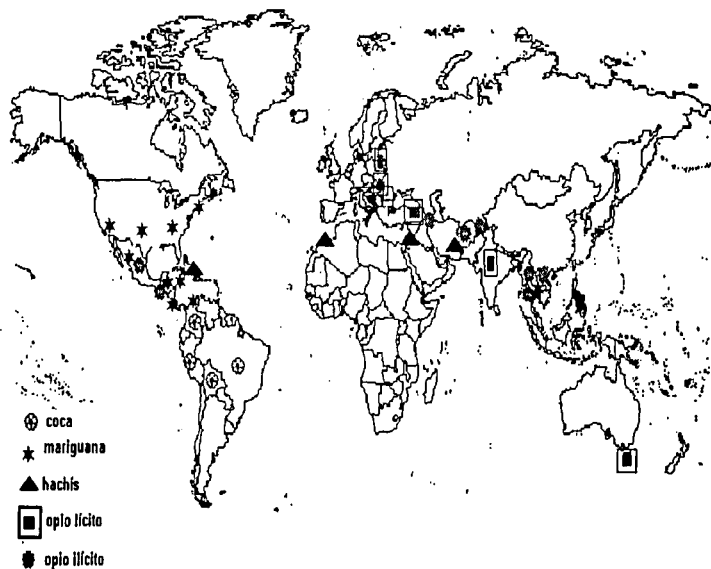 coca
mariguana
hachís
opio lícito
opio ilícito